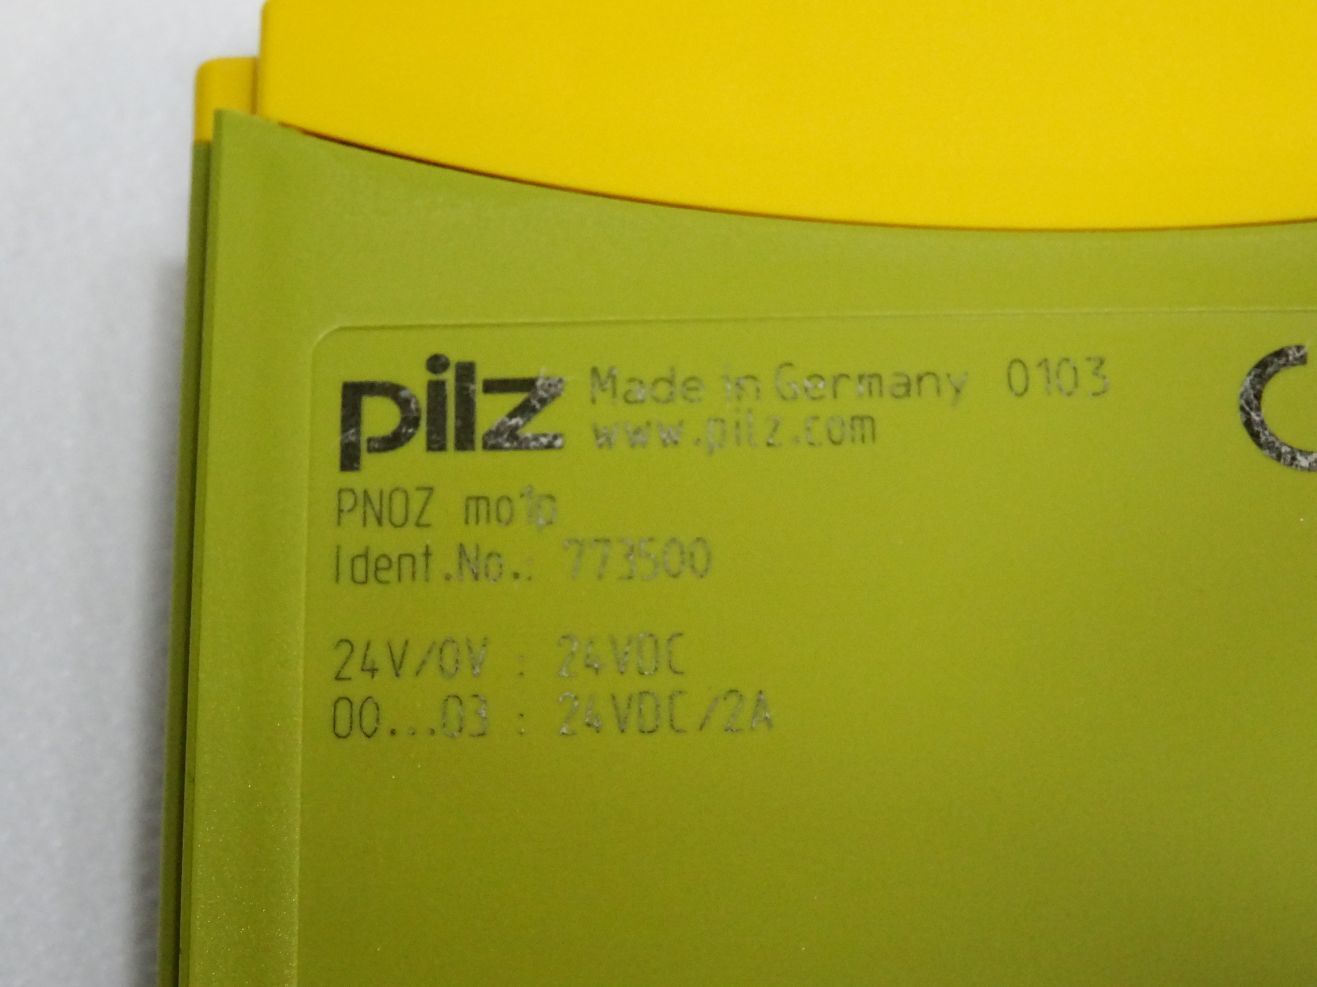 pilz Made in Germany 0103
www.pilz.com
PNOZ mo1p
Ident.No.: 773500
24V/0V : 24VDC
O0...O3 : 24VDC/2A